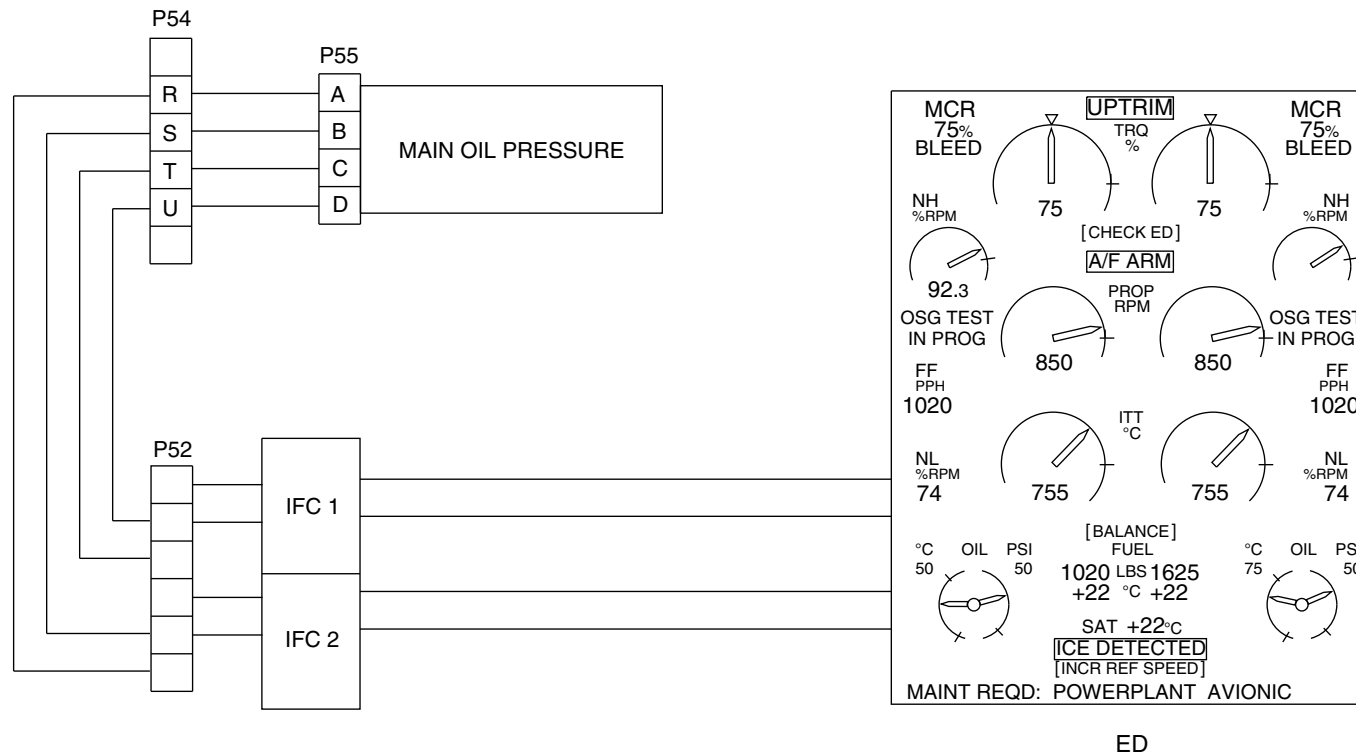 P54
R
S
T
U
P55
A
B
C
D
MAIN OIL PRESSURE
P52
IFC 1
IFC 2
MCR
75%
BLEED
UPTRIM
TRQ
%
MCR
75%
BLEED
75
75
[CHECK ED]
NH
%RPM
92.3
A/F ARM
NH
%RPM
PROP
RPM
OSG TEST
IN PROG
850
850
OSG TEST
IN PROG
FF
PPH
1020
FF
PPH
1020
ITT
°C
NL
%RPM
74
755
755
NL
%RPM
74
[BALANCE]
FUEL
1020 LBS 1625
+22 °C +22
°C OIL PSI
50 50
°C OIL PS
75 50
SAT +22°C
ICE DETECTED
[INCR REF SPEED]
MAINT REQD: POWERPLANT AVIONIC
ED